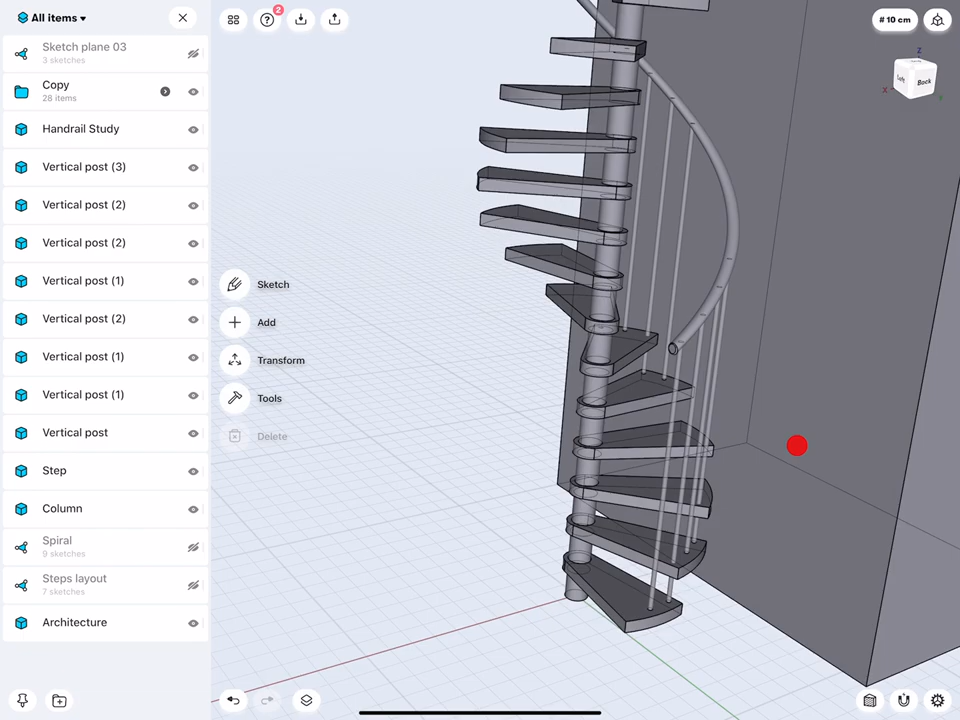 All items ▾
Sketch plane 03
3 sketches
Copy
28 items
Handrail Study
Vertical post (3)
Vertical post (2)
Vertical post (2)
Vertical post (1)
Vertical post (2)
Vertical post (1)
Vertical post (1)
Vertical post
Step
Column
Spiral
9 sketches
Steps layout
7 sketches
Architecture
?
2
Sketch
Add
Transform
Tools
Delete
# 10 cm
Z
Left
Back
X